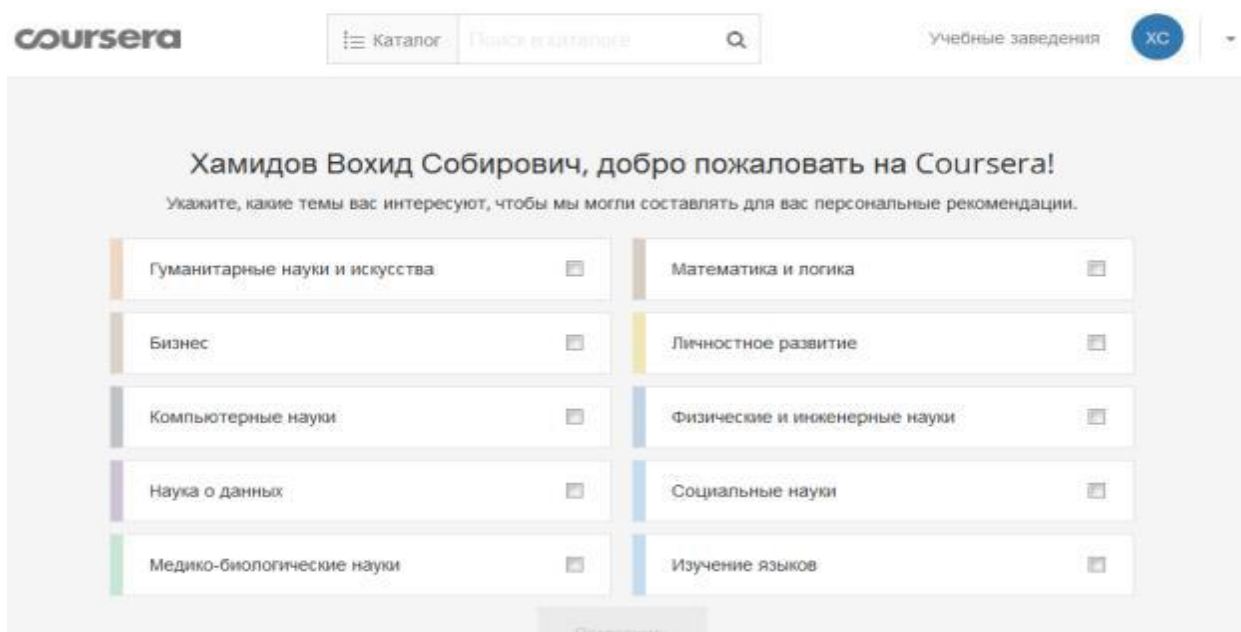 coursera
Каталог
Поиск в каталоге
Учебные заведения
ХС
Хамидов Вохид Собирович, добро пожаловать на Coursera!
Укажите, какие темы вас интересуют, чтобы мы могли составлять для вас персональные рекомендации.
Гуманитарные науки и искусства
Математика и логика
Бизнес
Личностное развитие
Компьютерные науки
Физические и инженерные науки
Наука о данных
Социальные науки
Медико-биологические науки
Изучение языков